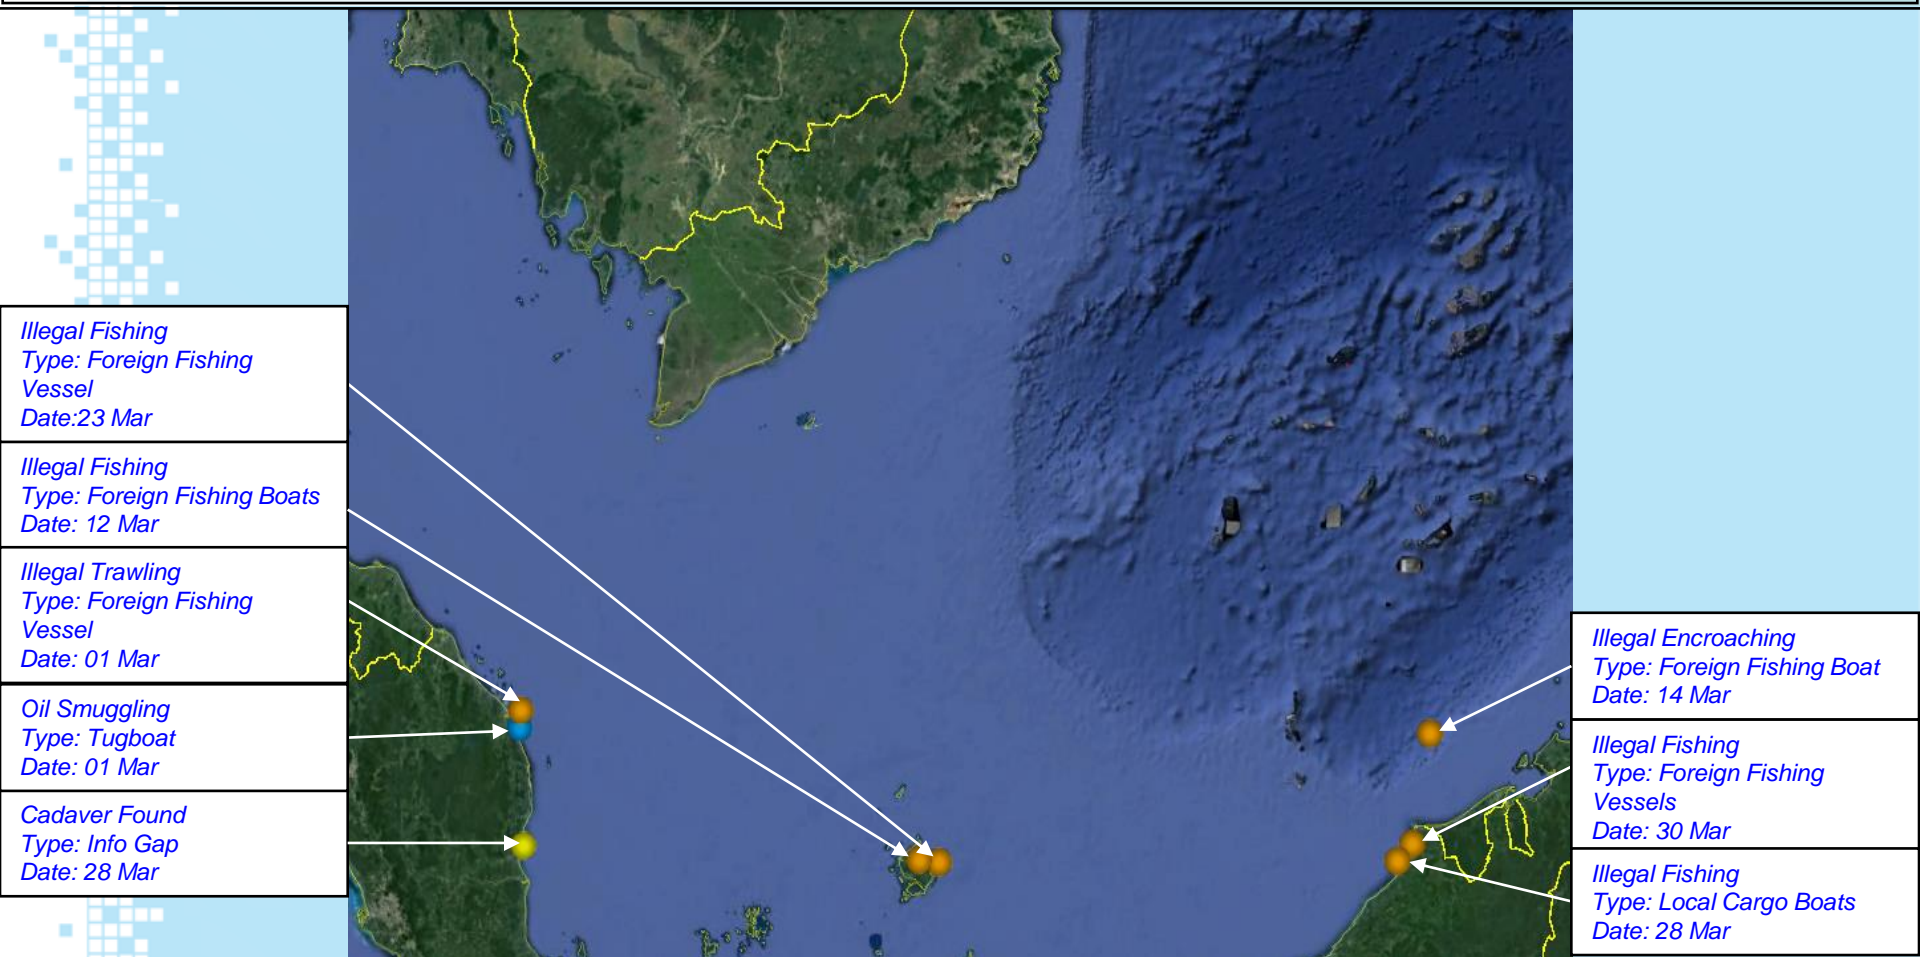 Illegal Fishing
Type: Foreign Fishing
Vessel
Date:23 Mar
Illegal Fishing
Type: Foreign Fishing Boats
Date: 12 Mar
Illegal Trawling
Type: Foreign Fishing
Vessel
Date: 01 Mar
Oil Smuggling
Type: Tugboat
Date: 01 Mar
Cadaver Found
Type: Info Gap
Date: 28 Mar
Illegal Encroaching
Type: Foreign Fishing Boat
Date: 14 Mar
Illegal Fishing
Type: Foreign Fishing
Vessels
Date: 30 Mar
Illegal Fishing
Type: Local Cargo Boats
Date: 28 Mar